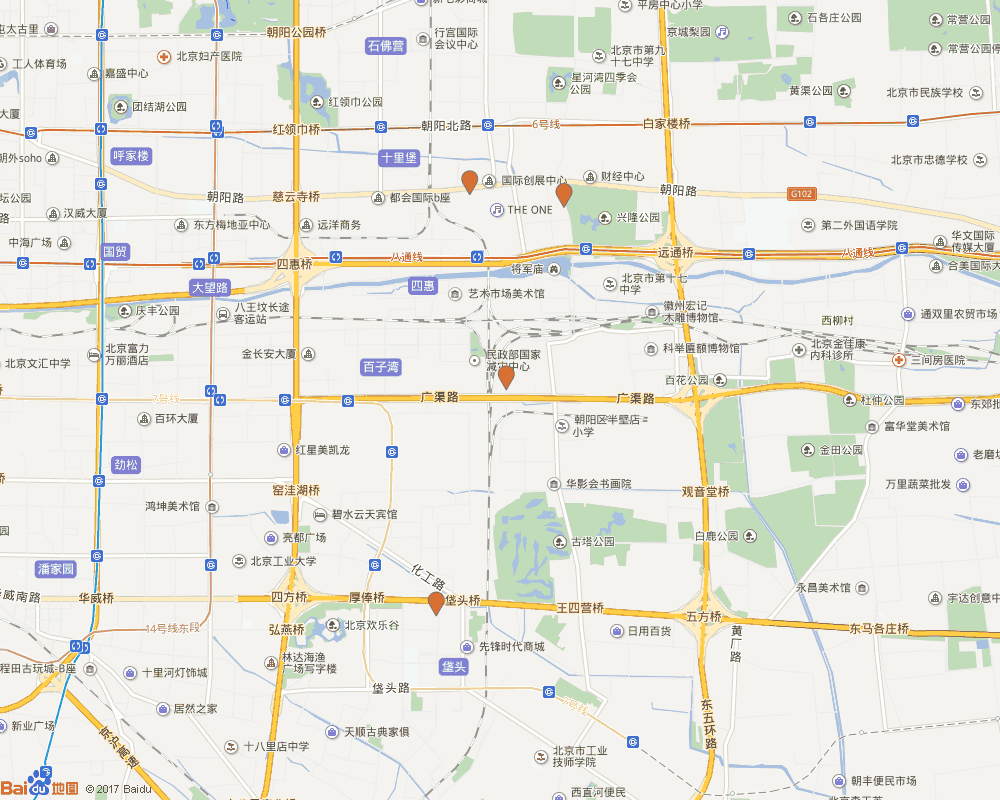 平房中心小学
朝阳公园桥
石佛营
行宫国际
会议中心
石各庄公园
常营公园
北京市第九
十七中学
工人体育场
北京妇产医院
嘉盛中心
星河湾四季会
公园
黄渠公园
北京市民族学校
团结湖公园
红领巾公园
红领巾桥
朝阳北路
6号线
白家楼桥
呼家楼
朝外soho
十里堡
北京市忠德学校
国际创展中心
财经中心
朝阳路
慈云寺桥
都会国际b座
THE ONE
朝阳路
G102
汉威大厦
东方梅地亚中心
远洋商务
兴隆公园
第二外国语学院
华文国际
传媒大厦
中海广场
国贸
四惠桥
八通线
远通桥
八通线
将军庙
合美国际大
大望路
四惠
艺术市场美术馆
北京市第十七
中学
庆丰公园
八王坟长途
客运站
徽州宏记
木雕博物馆
西柳村
通双里农贸市场
北京富力
万丽酒店
北京文汇中学
金长安大厦
民政部国家
减灾中心
科举匾额博物馆
北京金佳康
内科诊所
三间房医院
百子湾
百花公园
7号线
广渠路
广渠路
杜仲公园
东郊批
百环大厦
朝阳区半壁店
小学
富华堂美术馆
红星美凯龙
金田公园
老磨坊
劲松
窑洼湖桥
华影会书画院
观音堂桥
万里蔬菜批发
鸿坤美术馆
碧水云天宾馆
亮都广场
古塔公园
白鹿公园
潘家园
北京工业大学
化工路
永昌美术馆
华威南路
华威桥
四方桥
厚俸桥
垡头桥
王四营桥
五方桥
宇达创意中
14号线东段
弘燕桥
北京欢乐谷
日用百货
黄厂路
东马各庄桥
程田古玩城-B座
十里河灯饰城
林达海渔
广场写字楼
先锋时代商城
垡头
垡头路
7号线
居然之家
新业广场
京沪高速
十八里店中学
天顺古典家俱
东五环路
北京市工业
技师学院
朝丰便民市场
西直河便民
Baidu地图
© 2017 Baidu